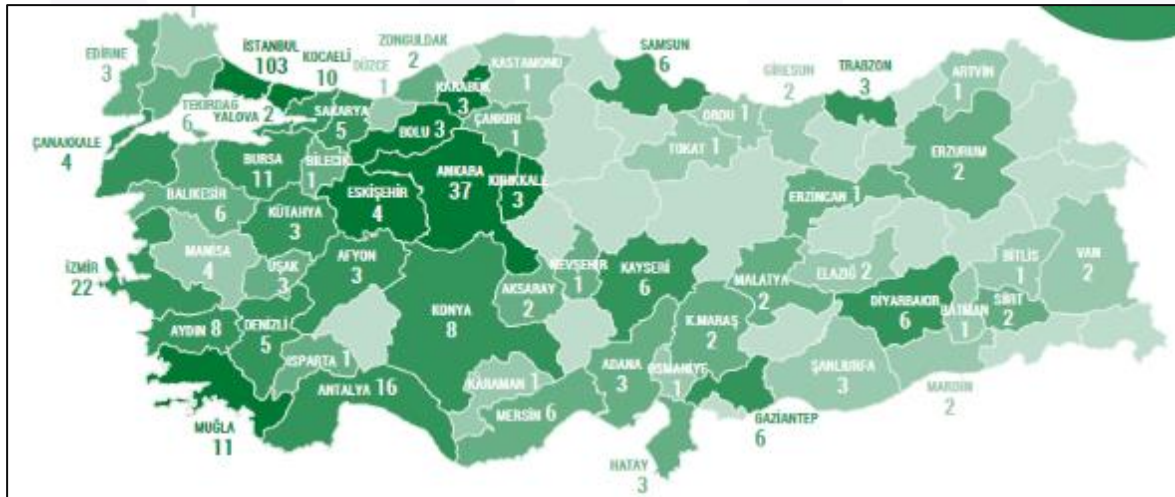 1
EDİRNE
3
İSTANBUL
103
KOCAELİ
10
DÜZCE
1
ZONGULDAK
2
KARABÜK
3
KASTAMONU
1
SAMSUN
6
GİRESUN
2
TRABZON
3
ARTVİN
1
TEKİRDAĞ
6
YALOVA 2
SAKARYA
5
BOLU 3
ÇANKIRI
1
ORDU 1
TOKAT 1
ERZURUM
2
ÇANAKKALE
4
BURSA
11
BİLECİK
1
ESKİŞEHİR
4
ANKARA
37
KIRIKKALE
3
ERZİNCAN 1
BALIKESİR
6
KÜTAHYA
3
MANİSA
4
UŞAK
3
AFYON
3
İZMİR
22
KONYA
8
AKSARAY
2
NEVŞEHİR
1
KAYSERİ
6
MALATYA
2
ELAZIĞ 2
DİYARBAKIR
6
BATMAN
1
SİİRT
2
BİTLİS
1
VAN
2
AYDIN 8
DENİZLİ
5
ISPARTA 1
ANTALYA 16
KARAMAN 1
MERSİN 6
ADANA
3
K.MARAŞ
2
OSMANİYE
1
ŞANLIURFA
3
MARDİN
2
MUĞLA
11
GAZİANTEP
6
HATAY
3